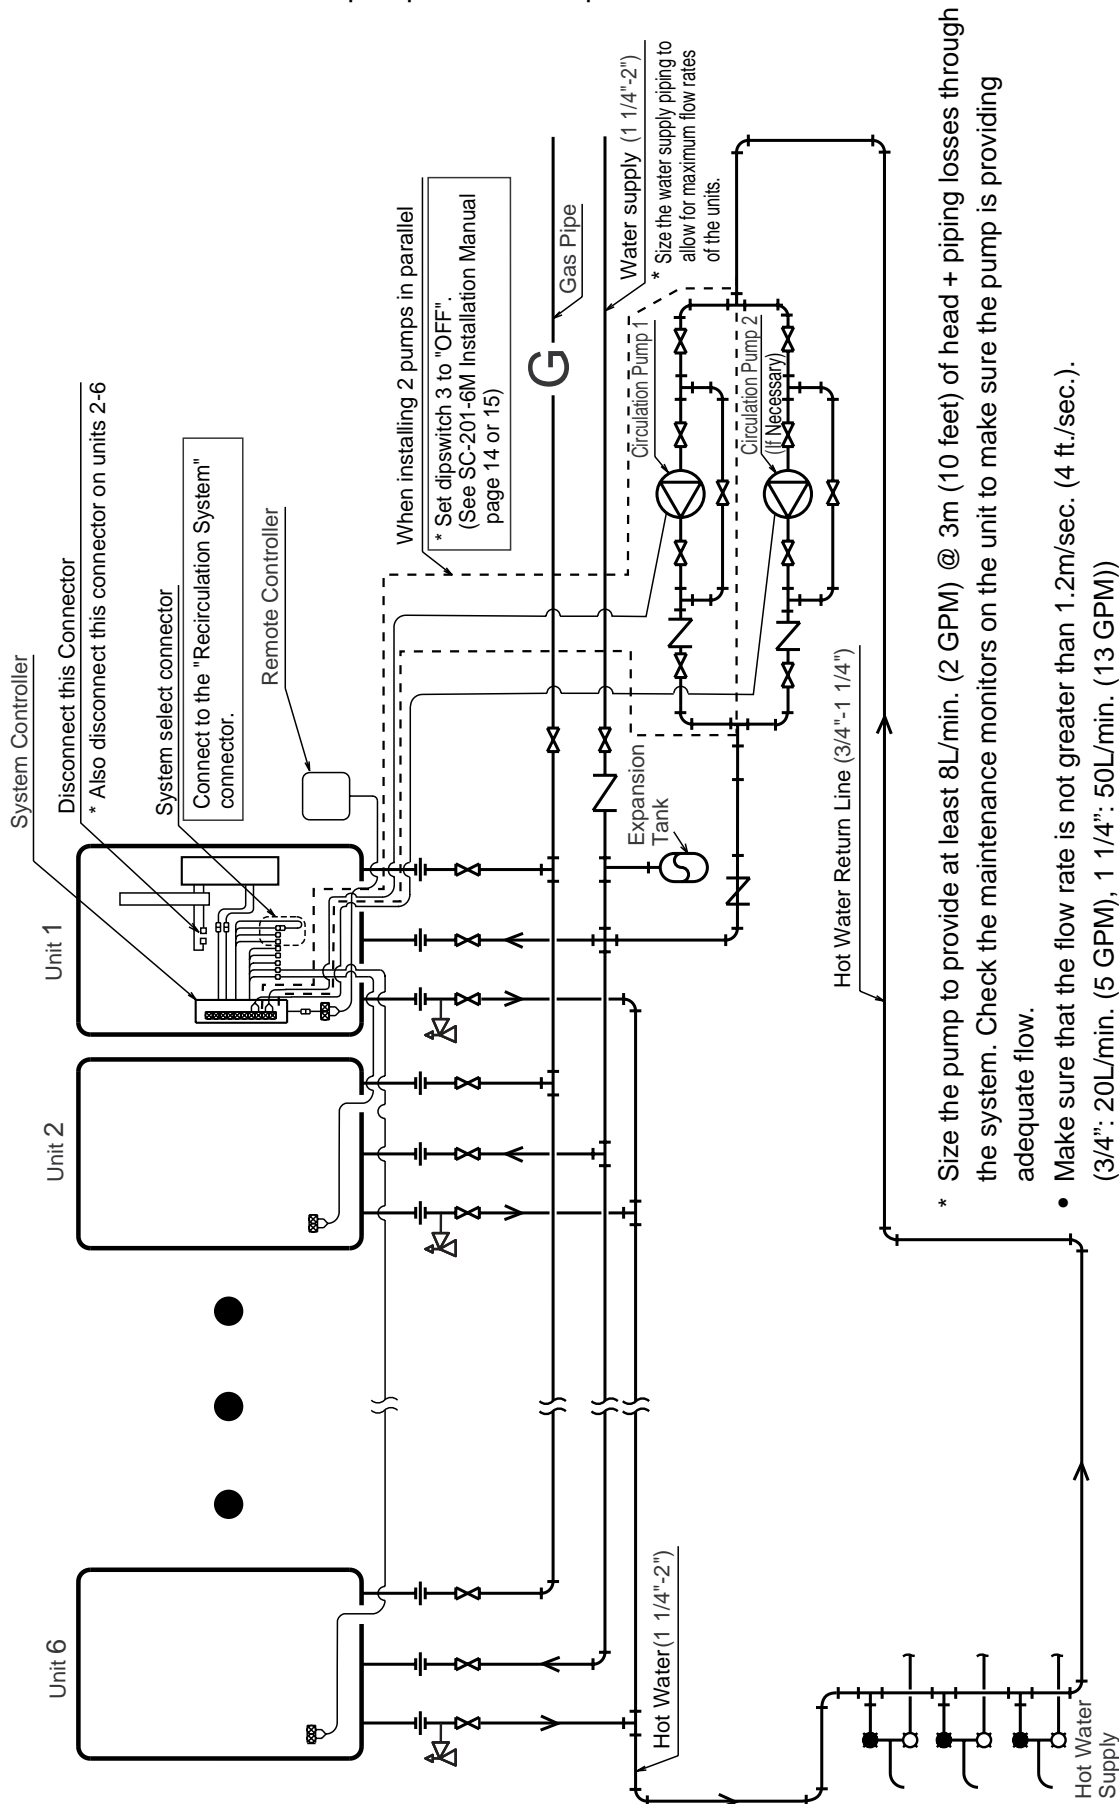 System Controller
Disconnect this Connector
* Also disconnect this connector on units 2-6
System select connector
Connect to the "Recirculation System"
connector.
Remote Controller
When installing 2 pumps in parallel
* Set dipswitch 3 to "OFF".
(See SC-201-6M Installation Manual
page 14 or 15)
G
Gas Pipe
Water supply (1 1/4"-2")
* Size the water supply piping to
allow for maximum flow rates
of the units.
Unit 1
Unit 2
Unit 6
Expansion
Tank
Circulation Pump 1
Circulation Pump 2
(If Necessary)
Hot Water Return Line (3/4"-1 1/4")
Hot Water(1 1/4"-2")
Hot Water
Supply
* Size the pump to provide at least 8L/min. (2 GPM) @ 3m (10 feet) of head + piping losses through
the system. Check the maintenance monitors on the unit to make sure the pump is providing
adequate flow.
• Make sure that the flow rate is not greater than 1.2m/sec. (4 ft./sec.).
(3/4”: 20L/min. (5 GPM), 1 1/4”: 50L/min. (13 GPM))